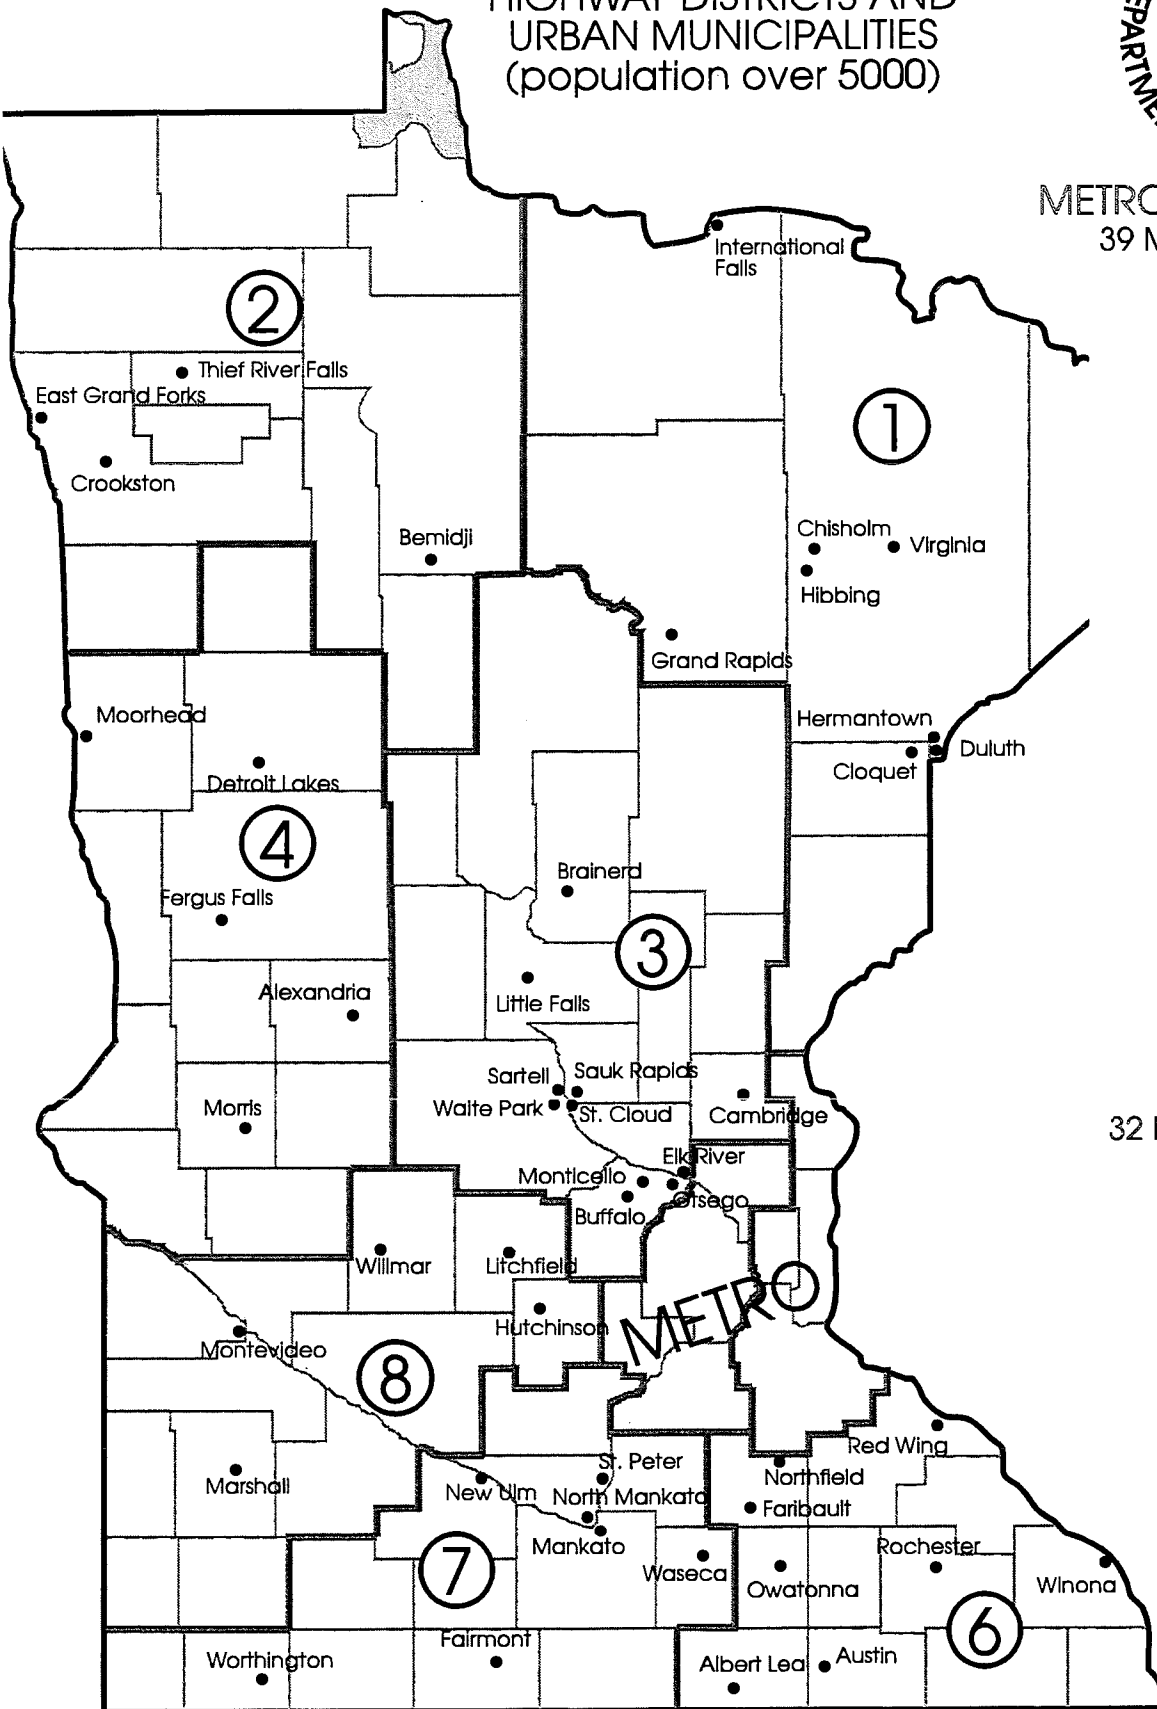 HIGHWAY DISTRICTS AND
URBAN MUNICIPALITIES
(population over 5000)
EPARTME
METRO
39 M
International
Falls
2
Thief River Falls
East Grand Forks
1
Crookston
Chisholm
Virginia
Bemidji
Hibbing
Grand Rapids
Moorhead
Hermantown
Duluth
Cloquet
Detroit Lakes
4
Brainerd
Fergus Falls
3
Alexandria
Little Falls
Sartell
Sauk Rapids
Morris
Waite Park
St. Cloud
Cambridge
32
Elk River
Monticello
Otsego
Buffalo
Willmar
Litchfield
METRO
Hutchinson
Montevideo
8
Red Wing
St. Peter
Northfield
Marshall
New Ulm
North Mankato
Faribault
Mankato
Rochester
7
Waseca
Owatonna
Winona
6
Fairmont
Worthington
Albert Lea
Austin